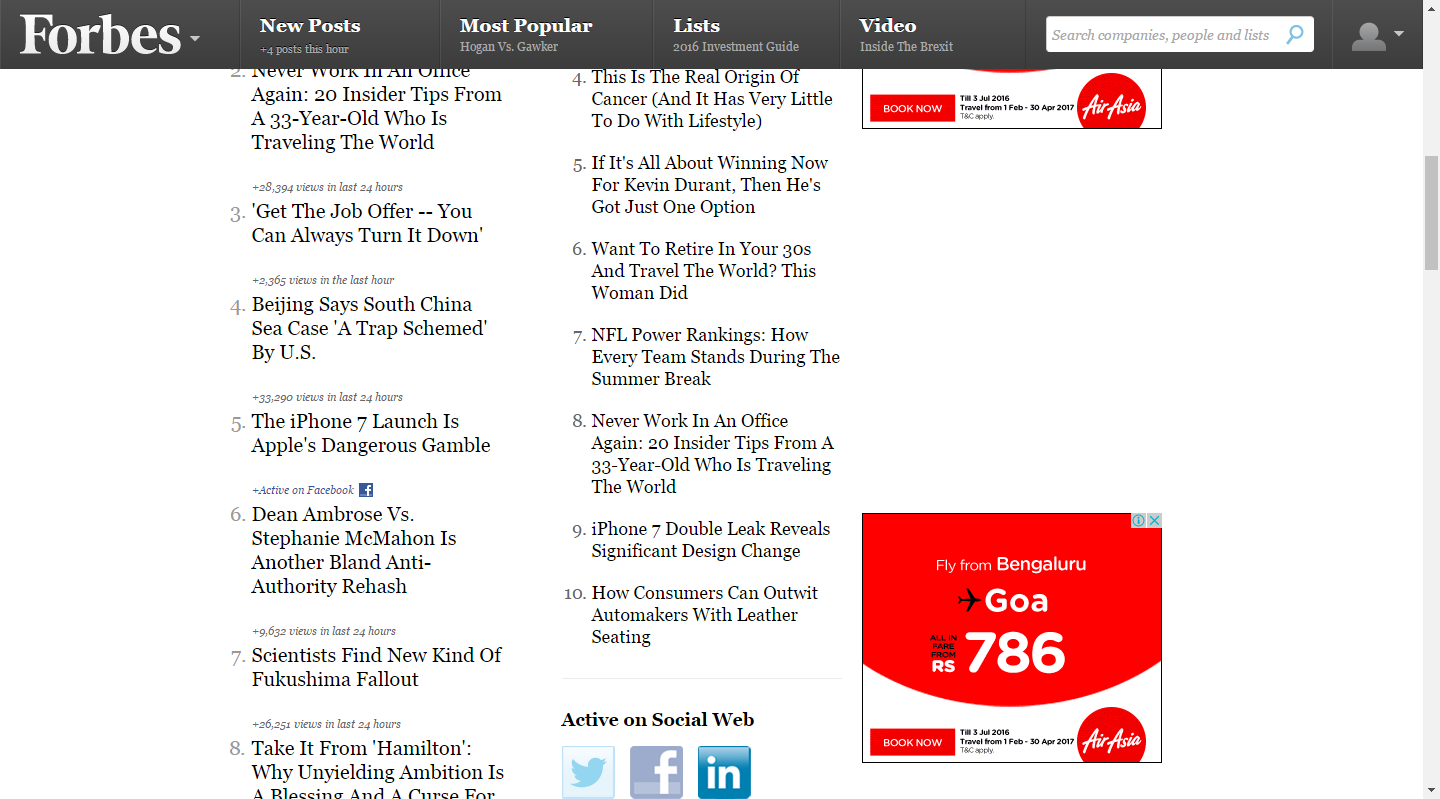 Forbes
New Posts
+4 posts this hour
Most Popular
Hogan Vs. Gawker
Lists
2016 Investment Guide
Video
Inside The Brexit
Search companies, people and lists
2. Never Work In An Office
Again: 20 Insider Tips From
A 33-Year-Old Who Is
Traveling The World
+28,394 views in last 24 hours
3. 'Get The Job Offer -- You
Can Always Turn It Down'
+2,365 views in the last hour
4. Beijing Says South China
Sea Case 'A Trap Schemed'
By U.S.
+33,290 views in last 24 hours
5. The iPhone 7 Launch Is
Apple's Dangerous Gamble
+Active on Facebook f
6. Dean Ambrose Vs.
Stephanie McMahon Is
Another Bland Anti-
Authority Rehash
+9,632 views in last 24 hours
7. Scientists Find New Kind Of
Fukushima Fallout
+26,251 views in last 24 hours
8. Take It From 'Hamilton':
Why Unyielding Ambition Is
A Blessing And A Curse For
4. This Is The Real Origin Of
Cancer (And It Has Very Little
To Do With Lifestyle)
5. If It's All About Winning Now
For Kevin Durant, Then He's
Got Just One Option
6. Want To Retire In Your 30s
And Travel The World? This
Woman Did
7. NFL Power Rankings: How
Every Team Stands During The
Summer Break
8. Never Work In An Office
Again: 20 Insider Tips From A
33-Year-Old Who Is Traveling
The World
9. iPhone 7 Double Leak Reveals
Significant Design Change
10. How Consumers Can Outwit
Automakers With Leather
Seating
Active on Social Web
f
in
BOOK NOW
Till 3 Jul 2016
Travel from 1 Feb - 30 Apr 2017
T&C apply.
AirAsia
Fly from Bengaluru
Goa
ALL IN
FARE
FROM
RS 786
BOOK NOW
Till 3 Jul 2016
Travel from 1 Feb - 30 Apr 2017
T&C apply.
AirAsia